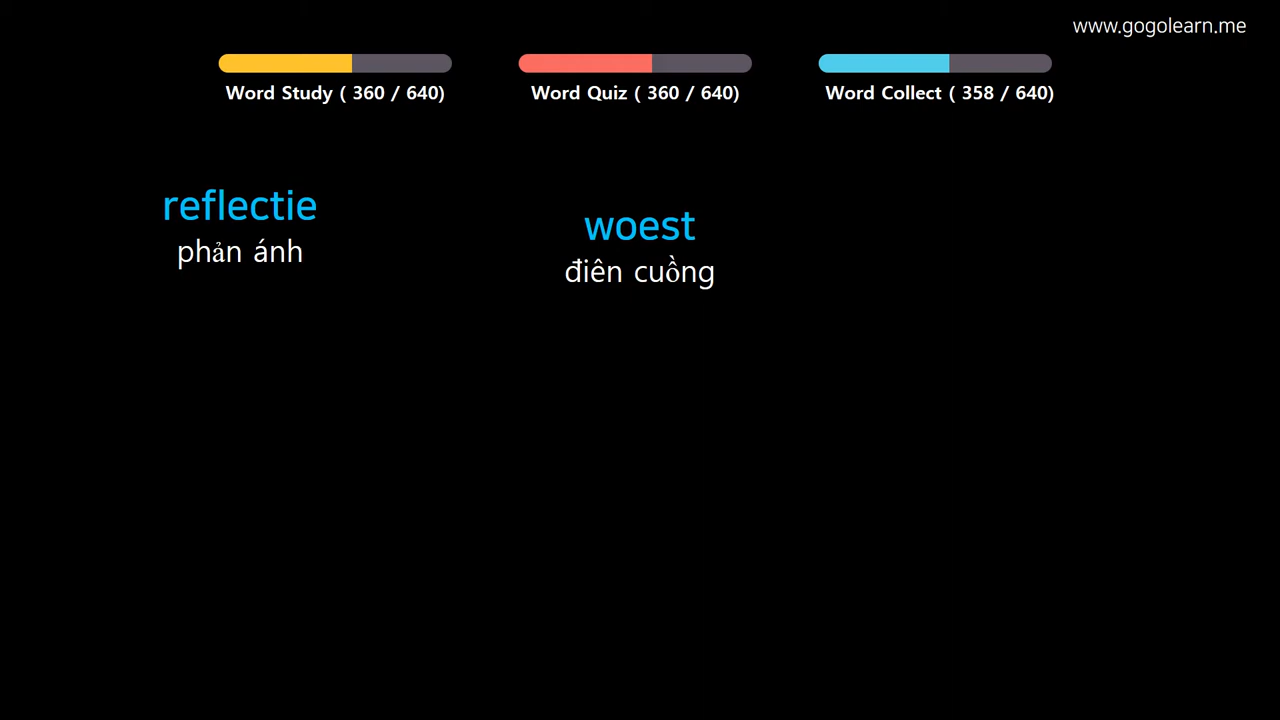 www.gogolearn.me
Word Study ( 360 / 640)
Word Quiz ( 360 / 640)
Word Collect ( 358 / 640)
reflectie
phản ánh
woest
điên cuồng